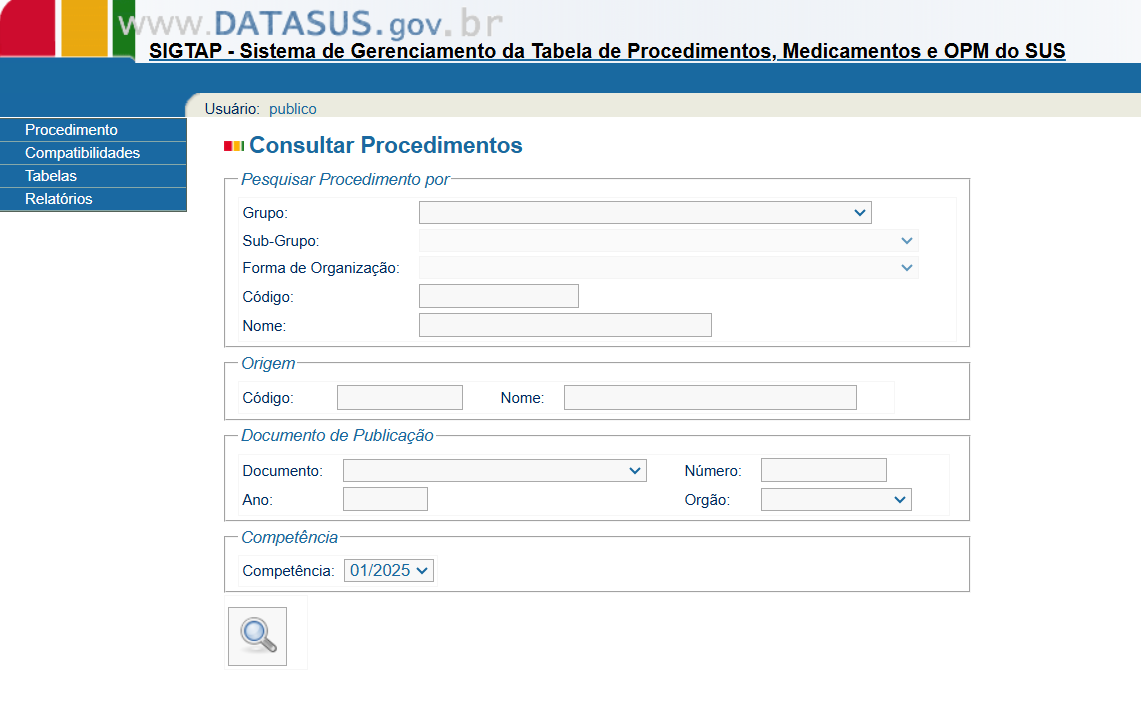 www.DATASUS.gov.br
SIGTAP - Sistema de Gerenciamento da Tabela de Procedimentos, Medicamentos e OPM do SUS
Usuário: publico
Procedimento
Compatibilidades
Tabelas
Relatórios
Consultar Procedimentos
Pesquisar Procedimento por
Grupo:
Sub-Grupo:
Forma de Organização:
Código:
Nome:
Origem
Código: Nome:
Documento de Publicação
Documento: Número:
Ano: Orgão:
Competência
Competência: 01/2025